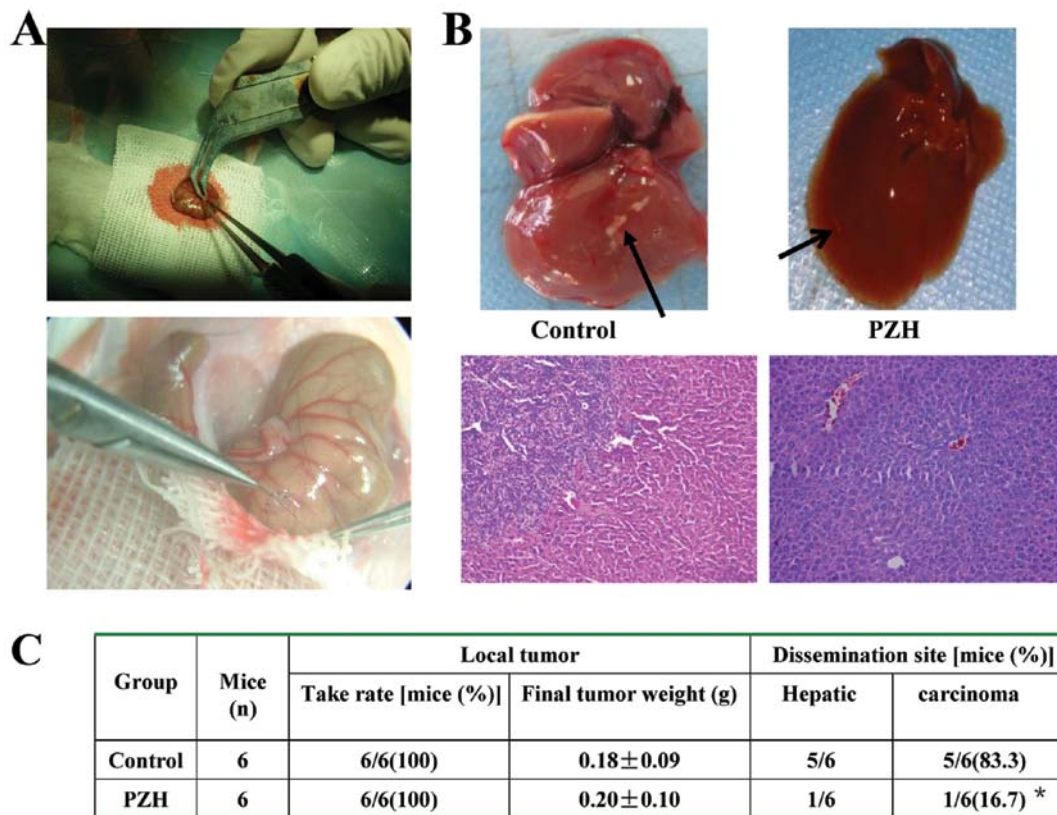 A
B
Control
PZH
C
Group
Mice
(n)
Local tumor
Dissemination site [mice (%)]
Take rate [mice (%)]
Final tumor weight (g)
Hepatic
carcinoma
Control 6 6/6(100) 0.18±0.09 5/6 5/6(83.3)
PZH 6 6/6(100) 0.20±0.10 1/6 1/6(16.7) *